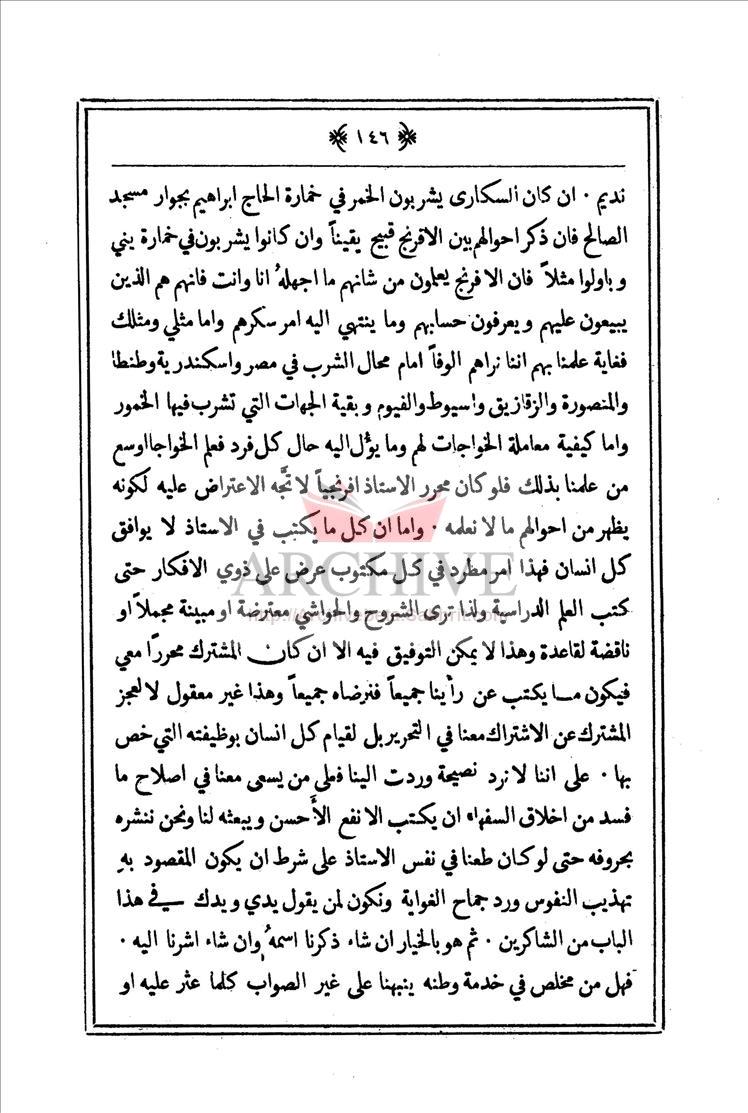 ﴿ ١٤٦ ﴾
نديم · ان كان السكارى يشربون الخمر في خمارة الحاج ابراهيم بجوار مسجد
الصالح فان ذكر احوالهم بين الافرنج قبيح يقيناً وان كانوا يشربون في خمارة يني
وباولوا مثلاً فان الافرنج يعلمون من شانهم ما اجهلهُ انا وانت فانهم هم الذين
يبيعون عليهم ويعرفون حسابهم وما ينتهي اليه امر سكرهم واما مثلي ومثلك
فغاية علمنا بهم اننا نراهم الوفاً امام محال الشرب في مصر واسكندرية وطنطا
والمنصورة والزقازيق واسيوط والفيوم وبقية الجهات التي تشرب فيها الخمور
واما كيفية معاملة الخواجات لهم وما يؤل اليه حال كل فرد فعلم الخواجا اوسع
من علمنا بذلك فلو كان محرر الاستاذ افرنجياً لاتَّجه الاعتراض عليه لكونه
يظهر من احوالهم ما لا نعلمه · واما ان كل ما يكتب في الاستاذ لا يوافق
كل انسان فهذا امر مطرد في كل مكتوب عرض على ذوي الافكار حتى
كتب العلم الدراسية ولذا ترى الشروح والحواشي معترضة او مبينة مجملاً او
ناقضة لقاعدة وهذا لا يمكن التوفيق فيه الا ان كان المشترك محررا معي
فيكون ما يكتب عن رأينا جميعاً فنرضاه جميعاً وهذا غير معقول لا لعجز
المشترك عن الاشتراك معنا في التحرير بل لقيام كل انسان بوظيفته التي خص
بها · على اننا لا نرد نصيحة وردت الينا فعلى من يسعى معنا في اصلاح ما
فسد من اخلاق السفهاء ان يكتب الانفع الأَحسن ويبعثه لنا ونحن ننشره
بحروفه حتى لو كان طعنا في نفس الاستاذ على شرط ان يكون المقصود بهِ
تهذيب النفوس ورد جماح الغواية ونكون لمن يقول يدي ويدك في هذا
الباب من الشاكرين · ثم هو بالخيار ان شاء ذكرنا اسمهُ وان شاء اشرنا اليه ·
فهل من مخلص في خدمة وطنه ينبهنا على غير الصواب كلما عثر عليه او
ARCHIVE